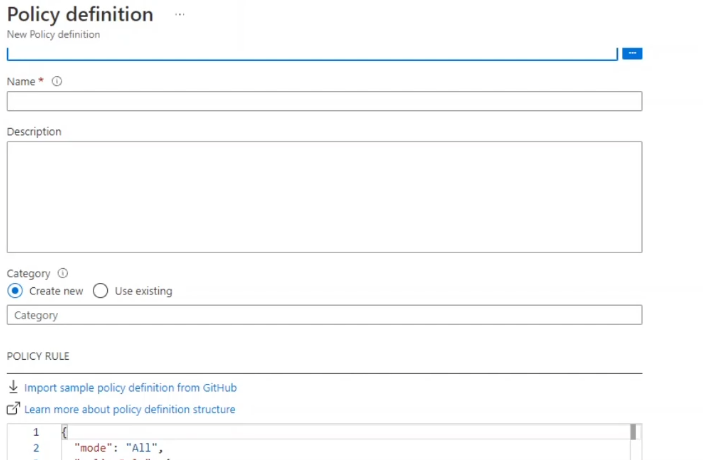 Policy definition ...
New Policy definition
...
Name *
Description
Category
Create new Use existing
Category
POLICY RULE
Import sample policy definition from GitHub
Learn more about policy definition structure
1 {
2 "mode": "All",